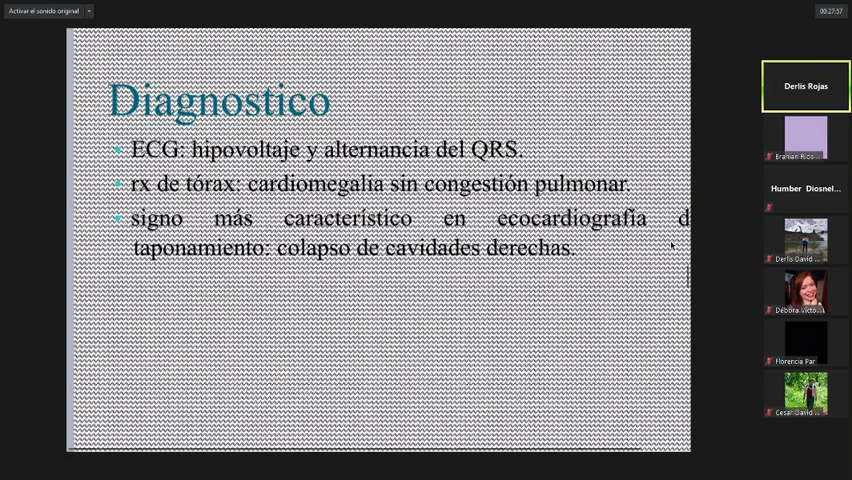 Activar el sonido original
00:27:57
Diagnostico
ECG: hipovoltaje y alternancia del QRS.
rx de tórax: cardiomegalia sin congestión pulmonar.
signo más característico en ecocardiografía d
taponamiento: colapso de cavidades derechas.
Derlis Rojas
Brahian Rios...
Humber Diosnel...
Derlis David ...
Débora Victo...
Florencia Par
Cesar David ...